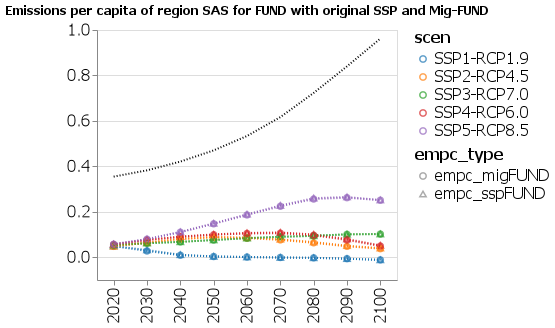 Emissions per capita of region SAS for FUND with original SSP and Mig-FUND
1.0
0.8
0.6
0.4
0.2
0.0
2020
2030
2040
2050
2060
2070
2080
2090
2100
scen
SSP1-RCP1.9
SSP2-RCP4.5
SSP3-RCP7.0
SSP4-RCP6.0
SSP5-RCP8.5
empc_type
empc_migFUND
empc_sspFUND